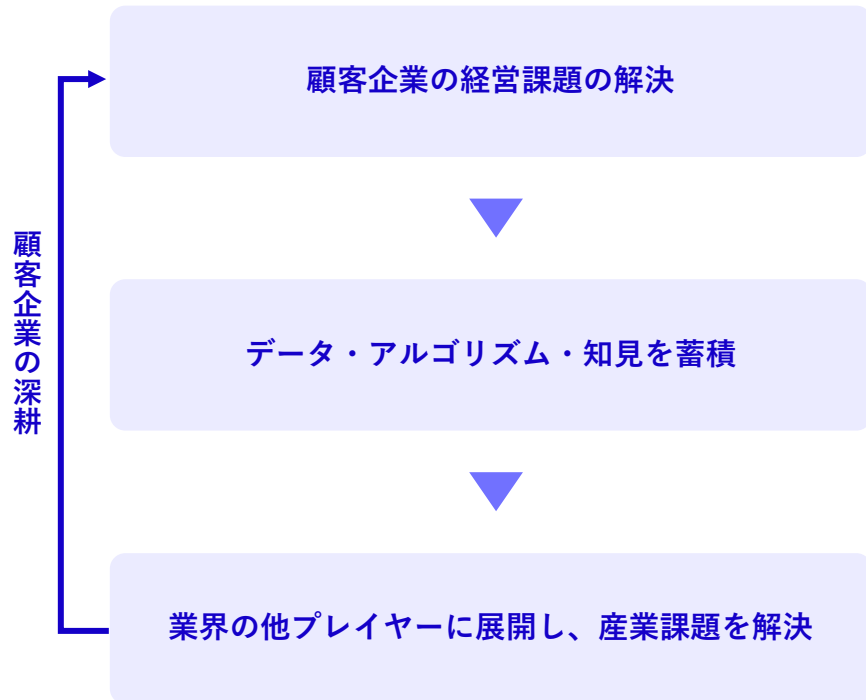 顧客企業の経営課題の解決
顧客企業の深耕
データ・アルゴリズム・知見を蓄積
業界の他プレイヤーに展開し、産業課題を解決